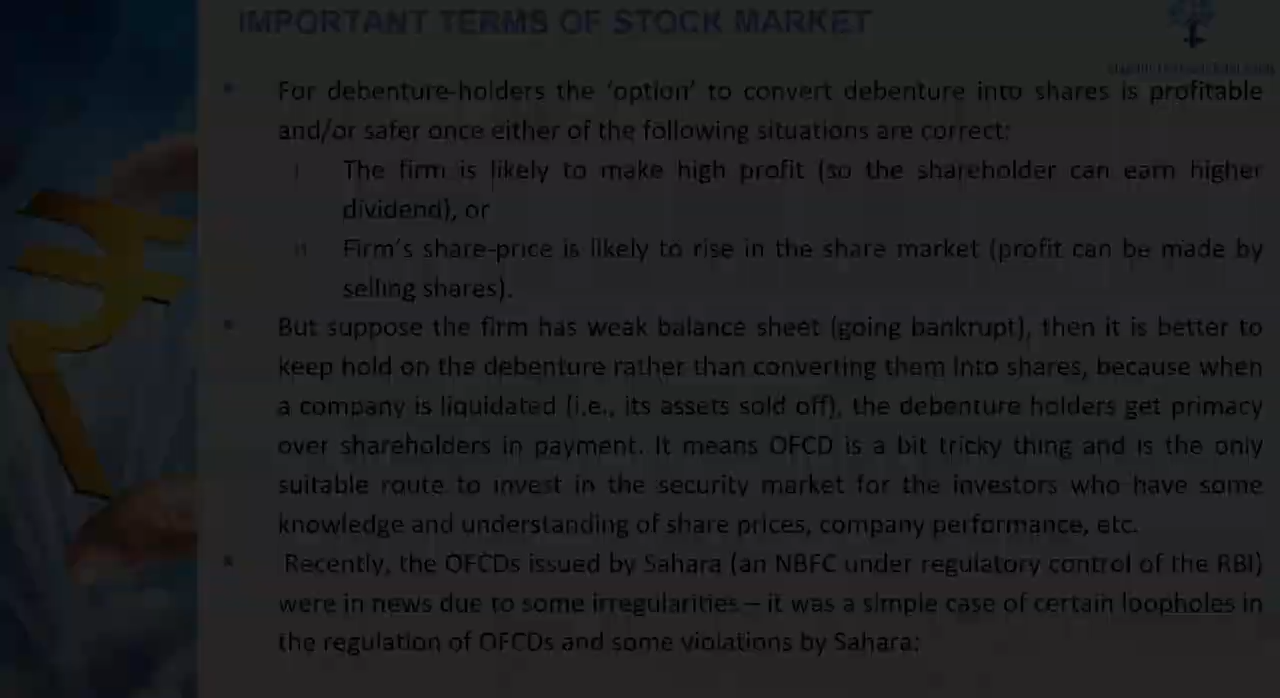 IMPORTANT TERMS OF STOCK MARKET
For debenture-holders the ‘option’ to convert debenture into shares is profitable
and/or safer once either of the following situations are correct:
The firm is likely to make high profit (so the shareholder can earn higher
dividend), or
Firm’s share-price is likely to rise in the share market (profit can be made by
selling shares).
But suppose the firm has weak balance sheet (going bankrupt), then it is better to
keep hold on the debenture rather than converting them into shares, because when
a company is liquidated (i.e., its assets sold off), the debenture holders get primacy
over shareholders in payment. It means OFCD is a bit tricky thing and is the only
suitable route to invest in the security market for the investors who have some
knowledge and understanding of share prices, company performance, etc.
Recently, the OFCDs issued by Sahara (an NBFC under regulatory control of the RBI)
were in news due to some irregularities – it was a simple case of certain loopholes in
the regulation of OFCDs and some violations by Sahara: